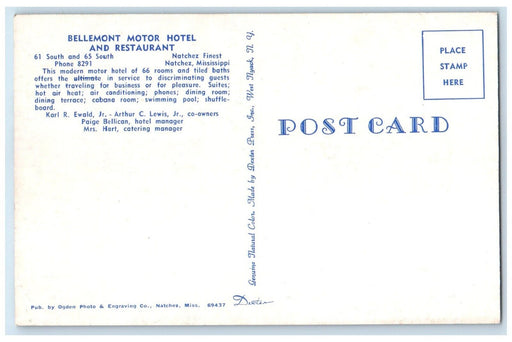 BELLEMONT MOTOR HOTEL
AND RESTAURANT
61 South and 65 South Natchez Finest
Phone 8291 Natchez, Mississippi
This modern motor hotel of 66 rooms and tiled baths
offers the ultimate in service to discriminating guests
whether traveling for business or for pleasure. Suites;
hot air heat; air conditioning; phones; dining room;
dining terrace; cabana room; swimming pool; shuffle-
board.
Karl R. Ewald, Jr. - Arthur C. Lewis, Jr., co-owners
Paige Bellican, hotel manager
Mrs. Hart, catering manager
Pub. by Ogden Photo & Engraving Co., Natchez, Miss. 69437
Genuine Natural Color. Made by Dexter Press, Inc. West Nyack, N. Y.
Dexter
POST CARD
PLACE
STAMP
HERE